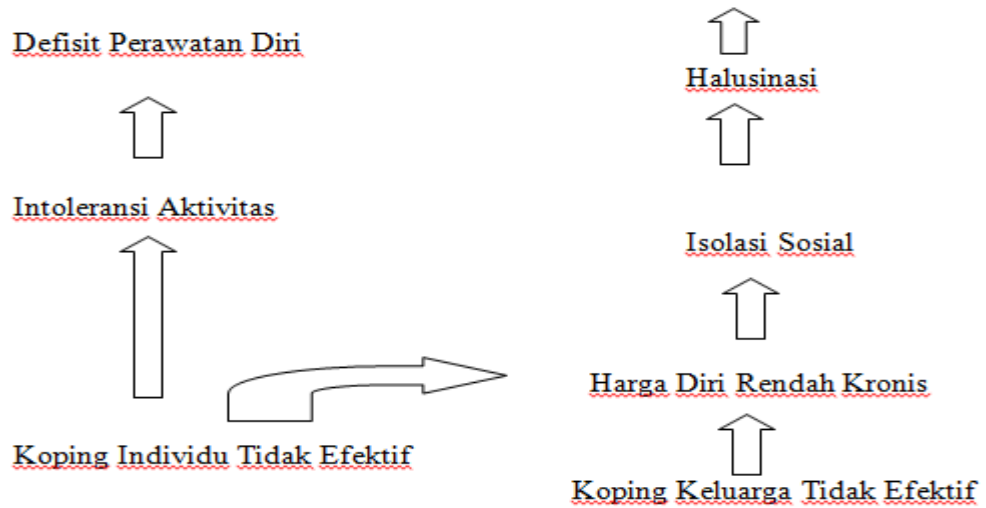 Defisit Perawatan Diri
Halusinasi
Intoleransi Aktivitas
Isolasi Sosial
Harga Diri Rendah Kronis
Koping Individu Tidak Efektif
Koping Keluarga Tidak Efektif